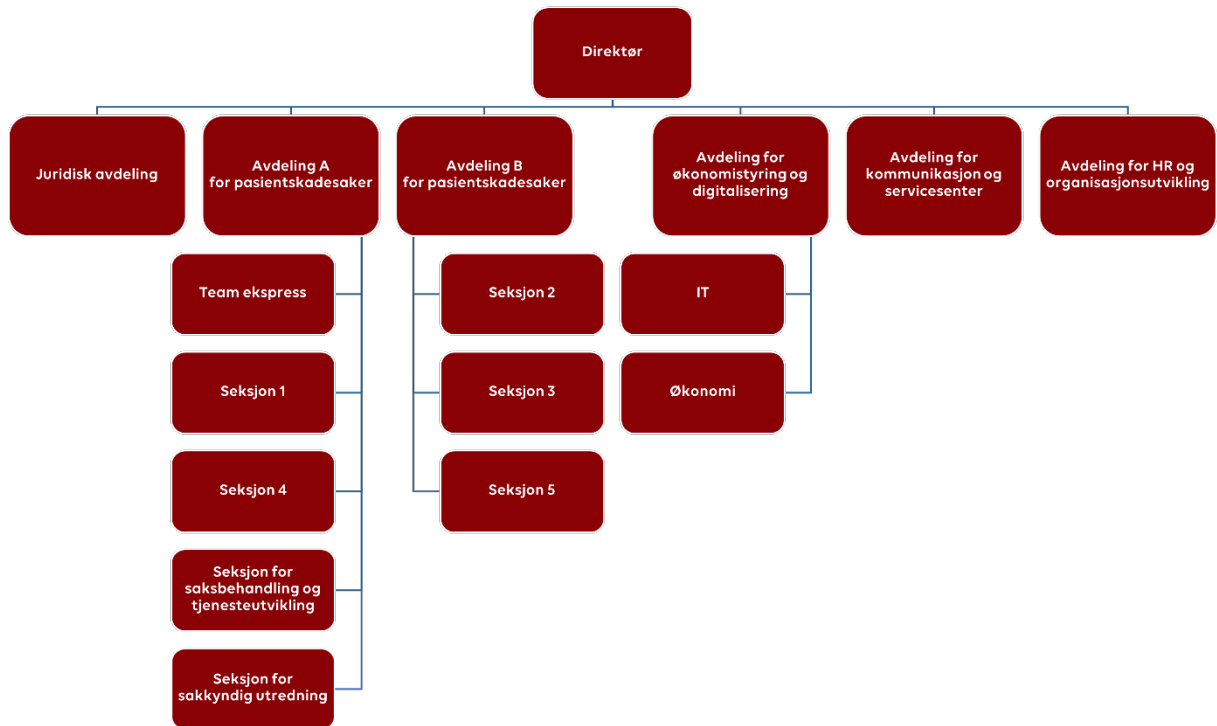 Direktør
Juridisk avdeling
Avdeling A
for pasientskadesaker
Avdeling B
for pasientskadesaker
Avdeling for
økonomistyring og
digitalisering
Avdeling for
kommunikasjon og
servicesenter
Avdeling for HR og
organisasjonsutvikling
Team ekspress
Seksjon 1
Seksjon 4
Seksjon for
saksbehandling og
tjenesteutvikling
Seksjon for
sakkyndig utredning
Seksjon 2
Seksjon 3
Seksjon 5
IT
Økonomi